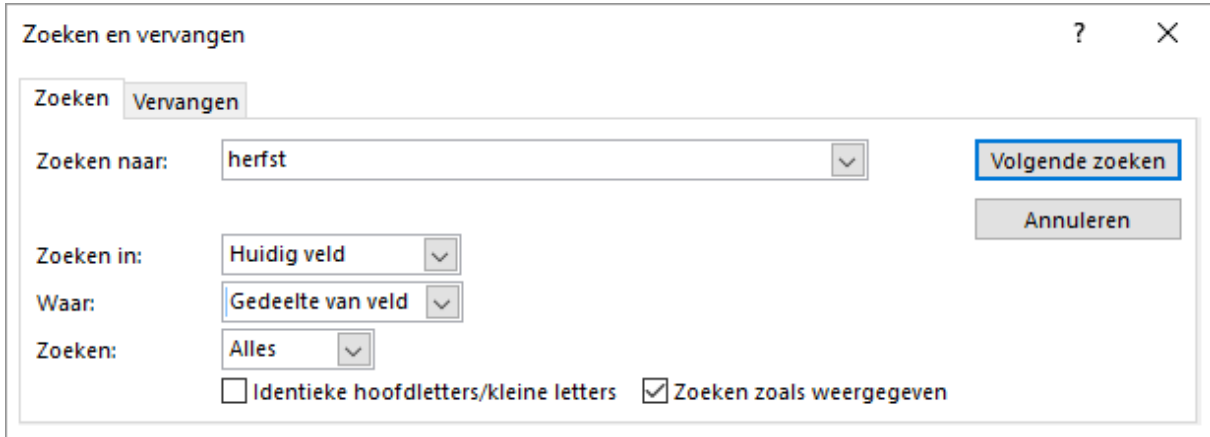 Zoeken en vervangen ?
Zoeken Vervangen
Zoeken naar: herfst Volgende zoeken
Annuleren
Zoeken in: Huidig veld
Waar: Gedeelte van veld
Zoeken: Alles
Identieke hoofdletters/kleine letters Zoeken zoals weergegeven